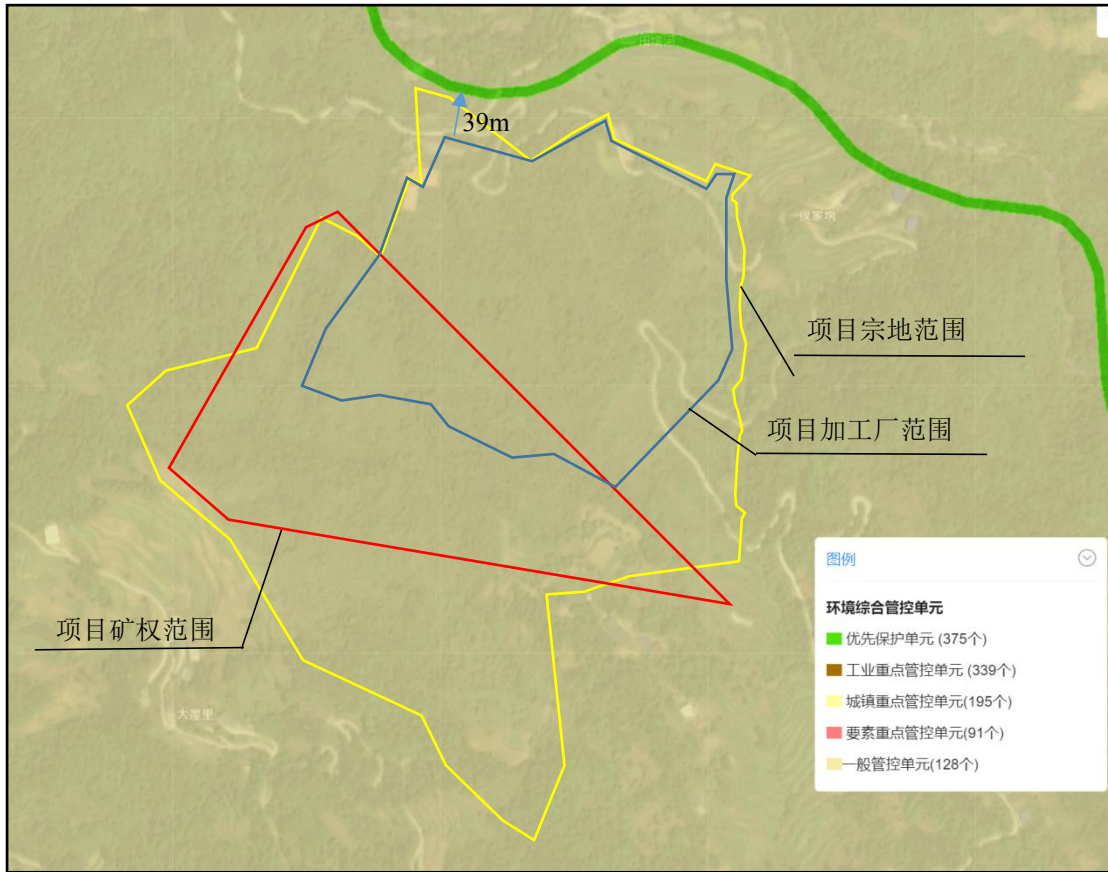 39m
侯家坝
项目宗地范围
项目加工厂范围
项目矿权范围
大屋里
图例
环境综合管控单元
优先保护单元 (375个)
工业重点管控单元 (339个)
城镇重点管控单元(195个)
要素重点管控单元(91个)
一般管控单元(128个)